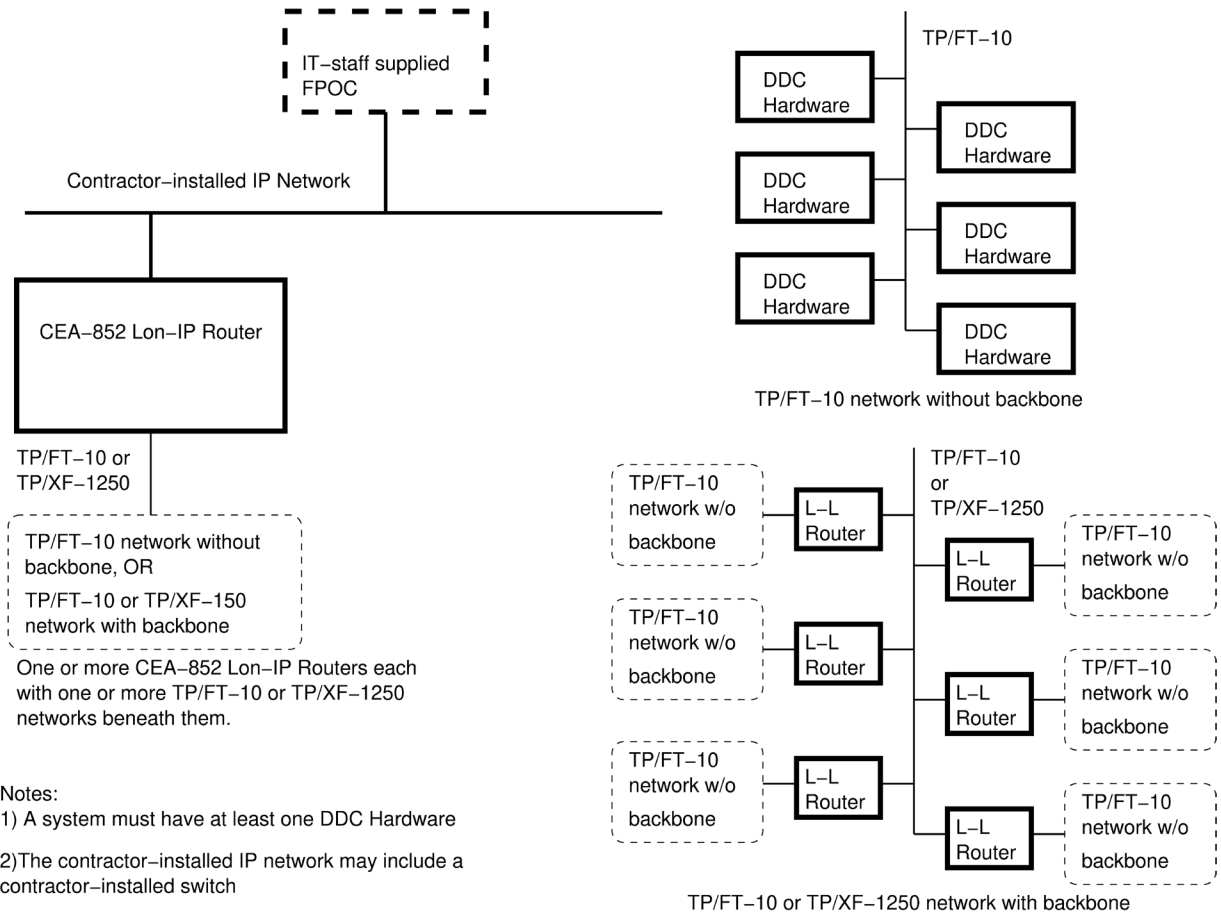 IT−staff supplied
FPOC
Contractor−installed IP Network
CEA−852 Lon−IP Router
TP/FT−10 or
TP/XF−1250
TP/FT−10 network without
backbone, OR
TP/FT−10 or TP/XF−150
network with backbone
One or more CEA−852 Lon−IP Routers each
with one or more TP/FT−10 or TP/XF−1250
networks beneath them.
Notes:
1) A system must have at least one DDC Hardware
2)The contractor−installed IP network may include a
contractor−installed switch
TP/FT−10
DDC
Hardware
DDC
Hardware
DDC
Hardware
DDC
Hardware
DDC
Hardware
DDC
Hardware
TP/FT−10 network without backbone
TP/FT−10
or
TP/XF−1250
TP/FT−10
network w/o
backbone
L−L
Router
L−L
Router
TP/FT−10
network w/o
backbone
TP/FT−10
network w/o
backbone
L−L
Router
L−L
Router
TP/FT−10
network w/o
backbone
TP/FT−10
network w/o
backbone
L−L
Router
L−L
Router
TP/FT−10
network w/o
backbone
TP/FT−10 or TP/XF−1250 network with backbone